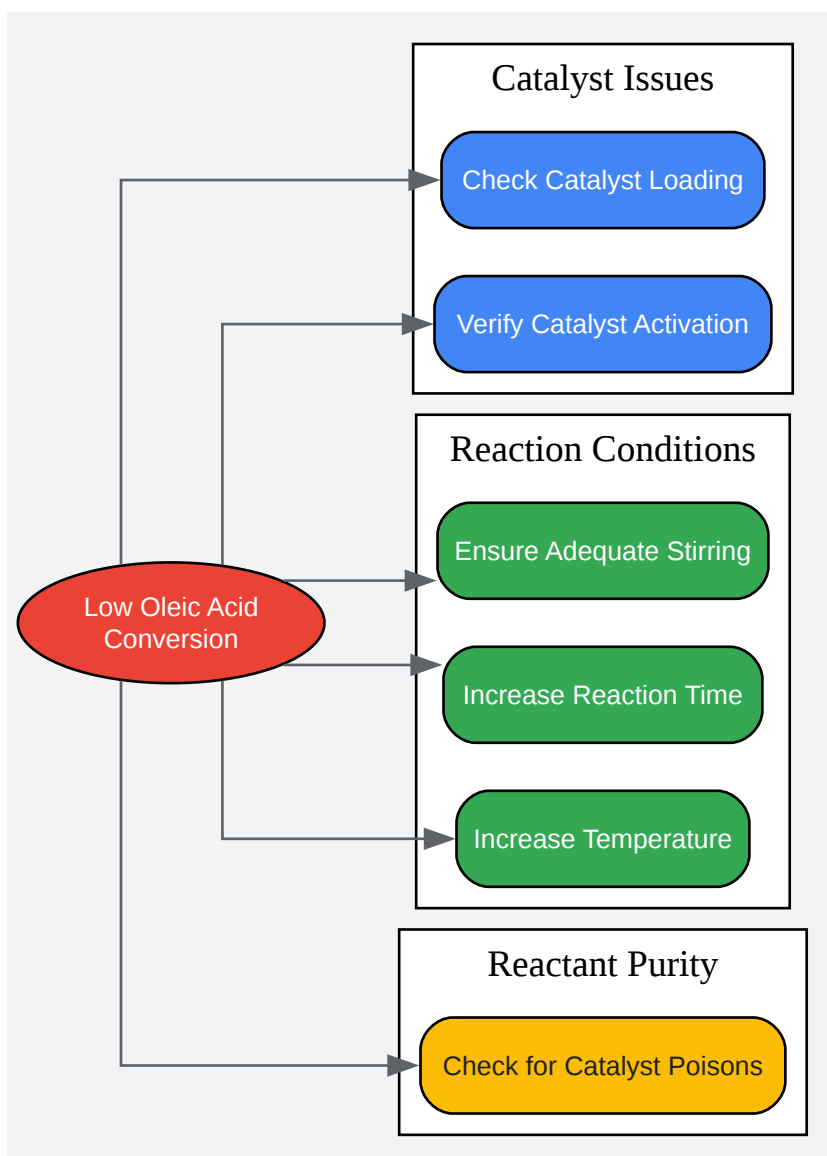 Catalyst Issues
Check Catalyst Loading
Verify Catalyst Activation
Reaction Conditions
Ensure Adequate Stirring
Low Oleic Acid
Conversion
Increase Reaction Time
Increase Temperature
Reactant Purity
Check for Catalyst Poisons